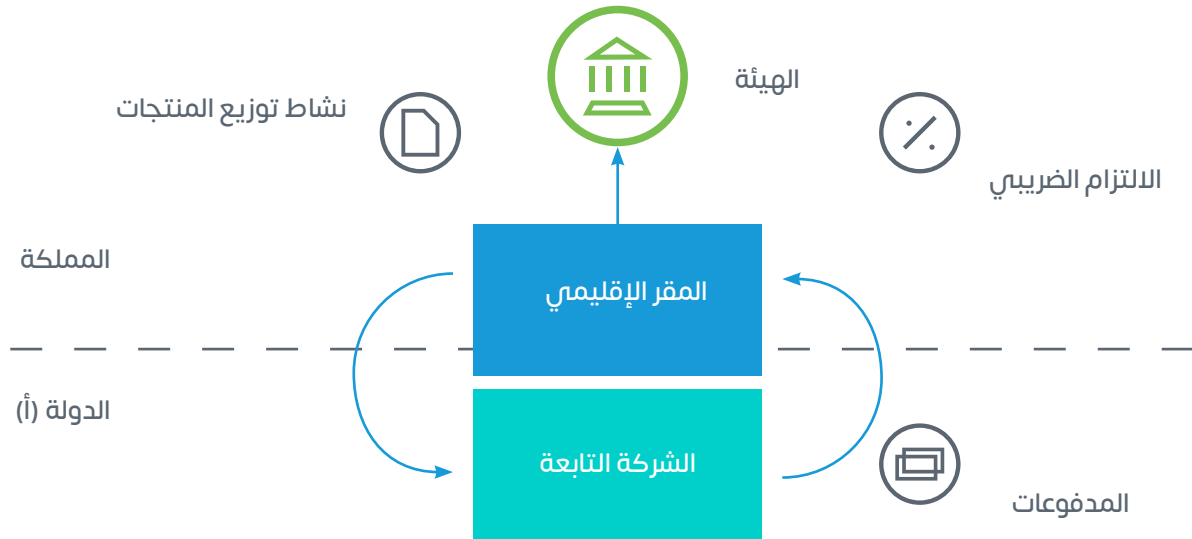 الهيئة
نشاط توزيع المنتجات
الالتزام الضريبي
المملكة
المقر الإقليمي
الدولة (أ)
الشركة التابعة
المدفوعات